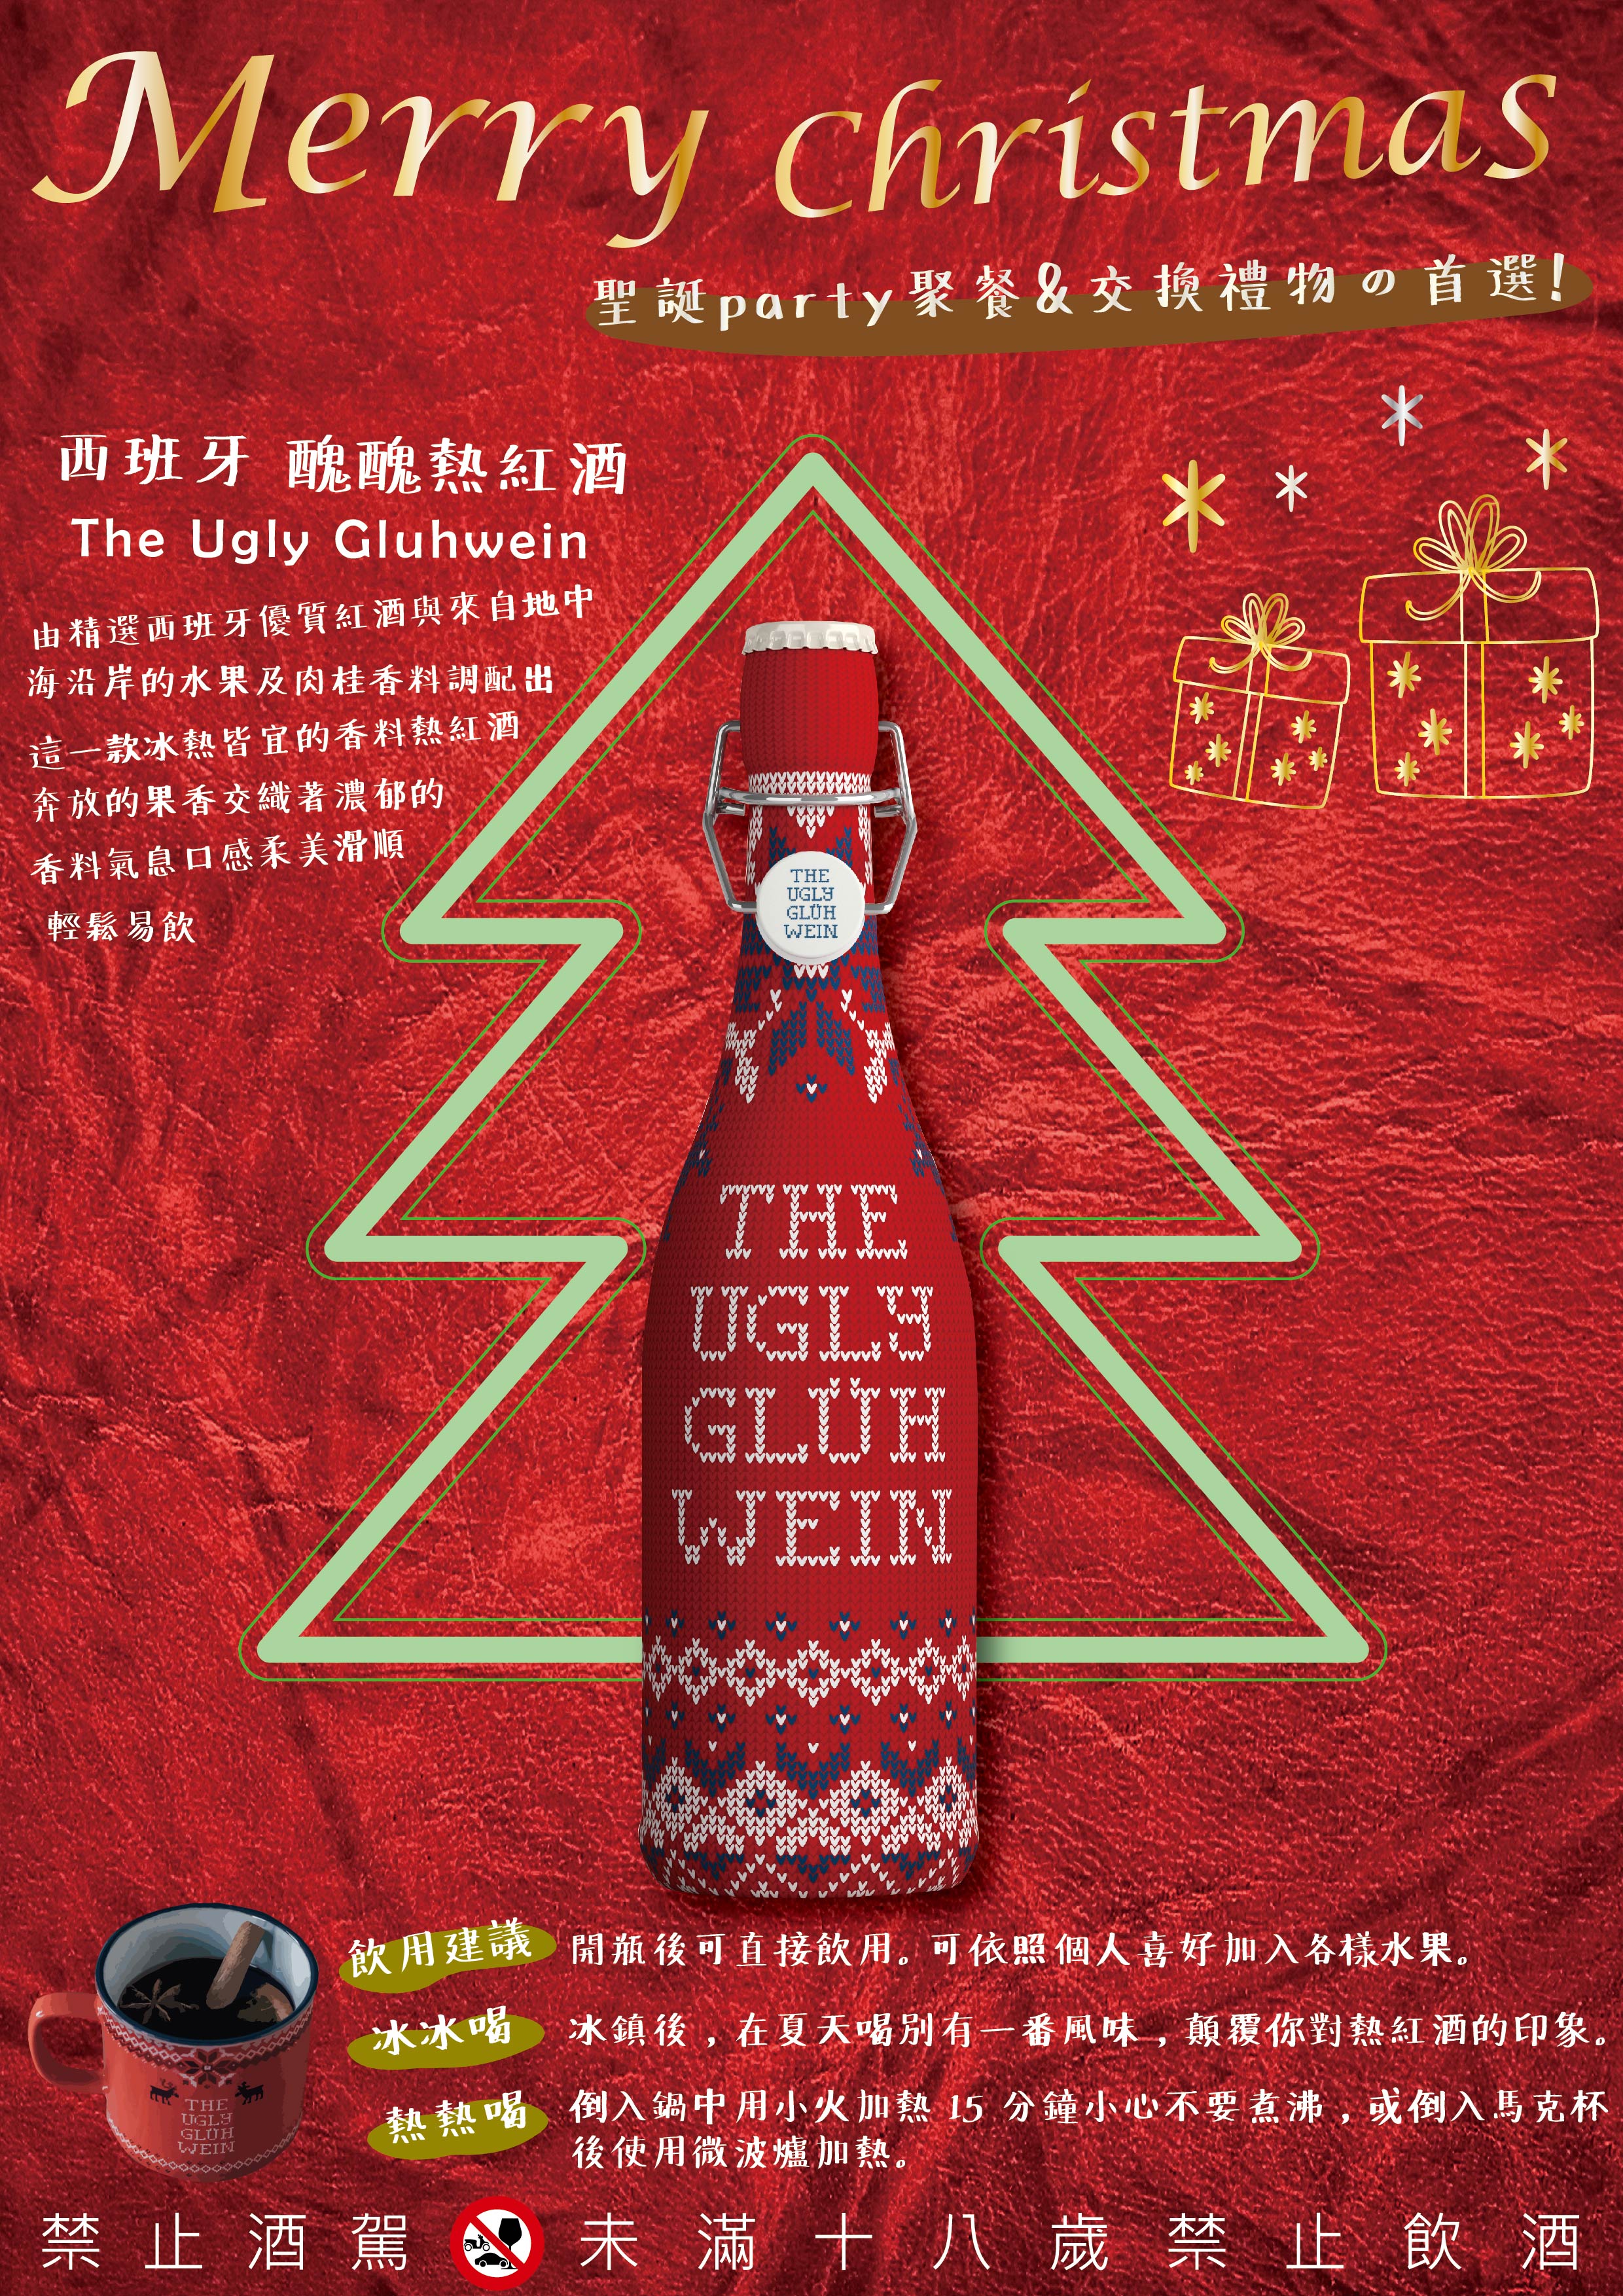 Merry Christmas
聖誕party聚餐&交換禮物の首選!
西班牙 醜醜熱紅酒
The Ugly Gluhwein
由精選西班牙優質紅酒與來自地中
海沿岸的水果及肉桂香料調配出
這一款冰熱皆宜的香料熱紅酒
奔放的果香交織著濃郁的
香料氣息口感柔美滑順
輕鬆易飲
THE
UGLY
GLÜH
WEIN
THE
UGLY
GLÜH
WEIN
飲用建議 開瓶後可直接飲用。可依照個人喜好加入各樣水果。
冰冰喝 冰鎮後，在夏天喝別有一番風味，顛覆你對熱紅酒的印象。
熱熱喝 倒入鍋中用小火加熱 15 分鐘小心不要煮沸，或倒入馬克杯
後使用微波爐加熱。
THE
UGLY
GLÜH
WEIN
禁止酒駕 未滿十八歲禁止飲酒